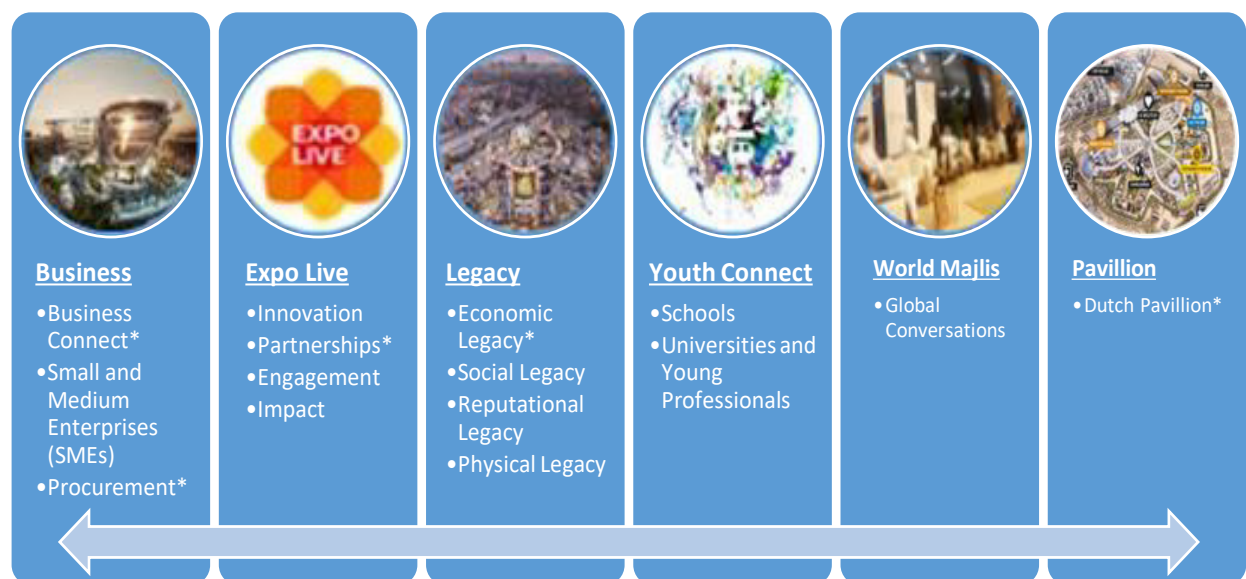 EXPO
LIVE
Business
•Business
Connect*
•Small and
Medium
Enterprises
(SMEs)
•Procurement*
Expo Live
•Innovation
•Partnerships*
•Engagement
•Impact
Legacy
•Economic
Legacy*
•Social Legacy
•Reputational
Legacy
•Physical Legacy
Youth Connect
•Schools
•Universities and
Young
Professionals
World Majlis
•Global
Conversations
Pavillion
•Dutch Pavillion*